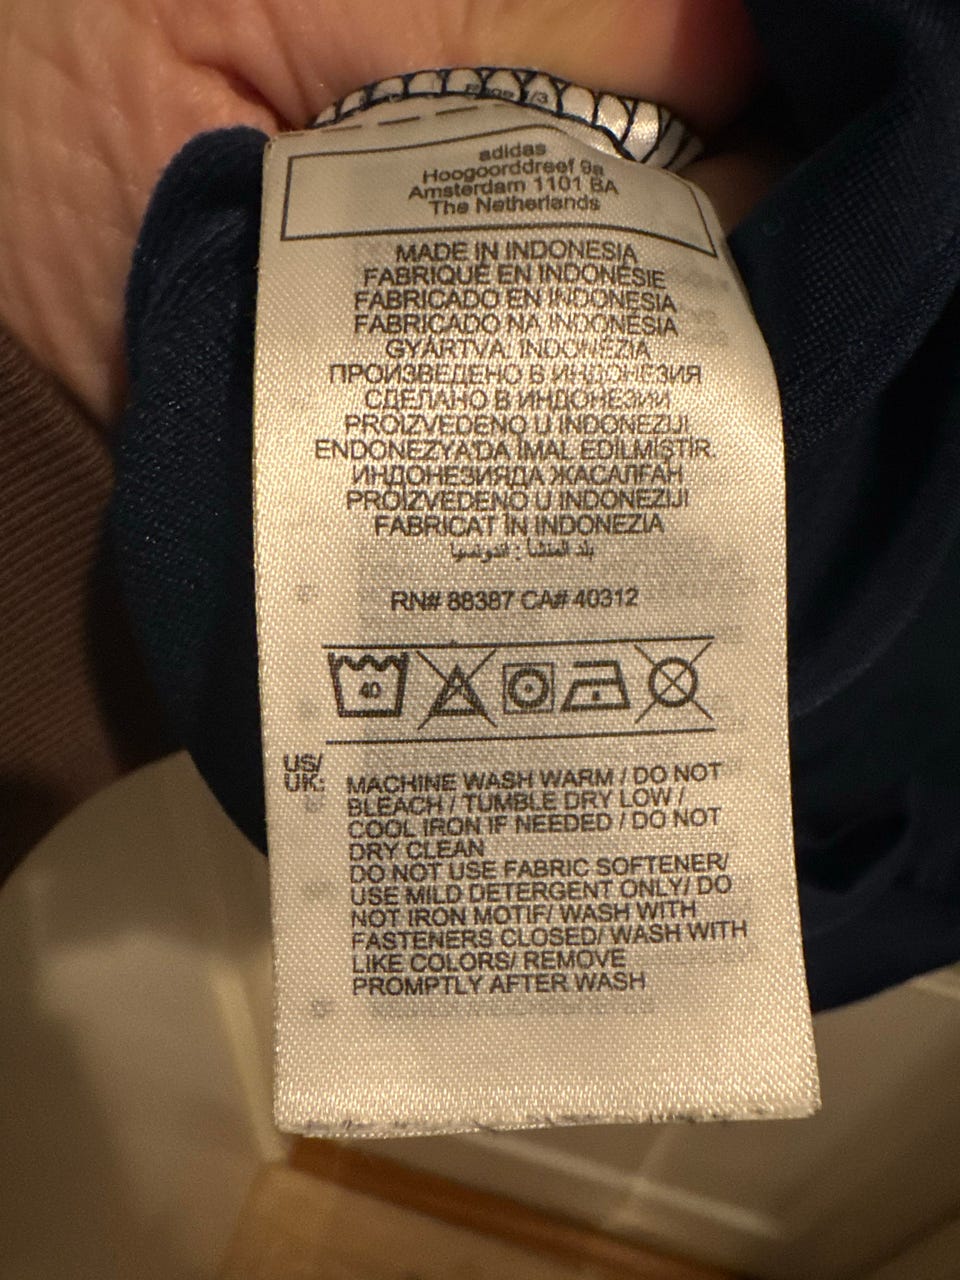 adidas
Hoogoorddreef 9a
Amsterdam 1101 BA
The Netherlands
MADE IN INDONESIA
FABRIQUÉ EN INDONÉSIE
FABRICADO EN INDONESIA
FABRICADO NA INDONÉSIA
GYÁRTVA: INDONÉZIA
ПРОИЗВЕДЕНО В ИНДОНЕЗИЯ
СДЕЛАНО В ИНДОНЕЗИИ
PROIZVEDENO U INDONEZIJI
ENDONEZYA'DA İMAL EDİLMİŞTİR.
ИНДОНЕЗИЯДА ЖАСАЛҒАН
PROIZVEDENO U INDONEZIJI
FABRICAT ÎN INDONEZIA
بلد المنشأ : اندونسيا
RN# 88387 CA# 40312
40
US/
UK:
MACHINE WASH WARM / DO NOT
BLEACH / TUMBLE DRY LOW /
COOL IRON IF NEEDED / DO NOT
DRY CLEAN
DO NOT USE FABRIC SOFTENER/
USE MILD DETERGENT ONLY/ DO
NOT IRON MOTIF/ WASH WITH
FASTENERS CLOSED/ WASH WITH
LIKE COLORS/ REMOVE
PROMPTLY AFTER WASH